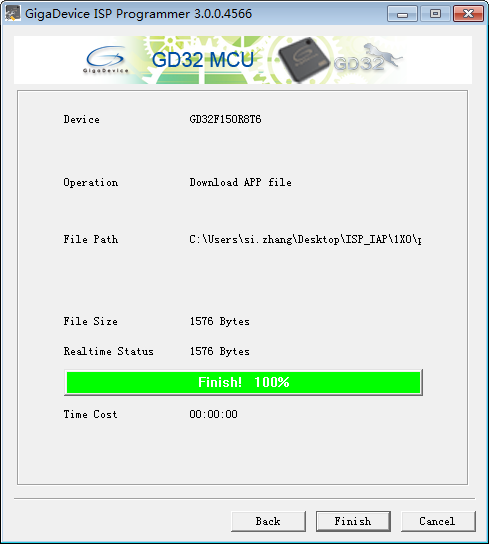 GigaDevice ISP Programmer 3.0.0.4566
GigaDevice
GD32 MCU
GD32
Device GD32F150R8T6
Operation Download APP file
File Path C:\Users\si.zhang\Desktop\ISP_IAP\1X0\p
File Size 1576 Bytes
Realtime Status 1576 Bytes
Finish! 100%
Time Cost 00:00:00
Back Finish Cancel